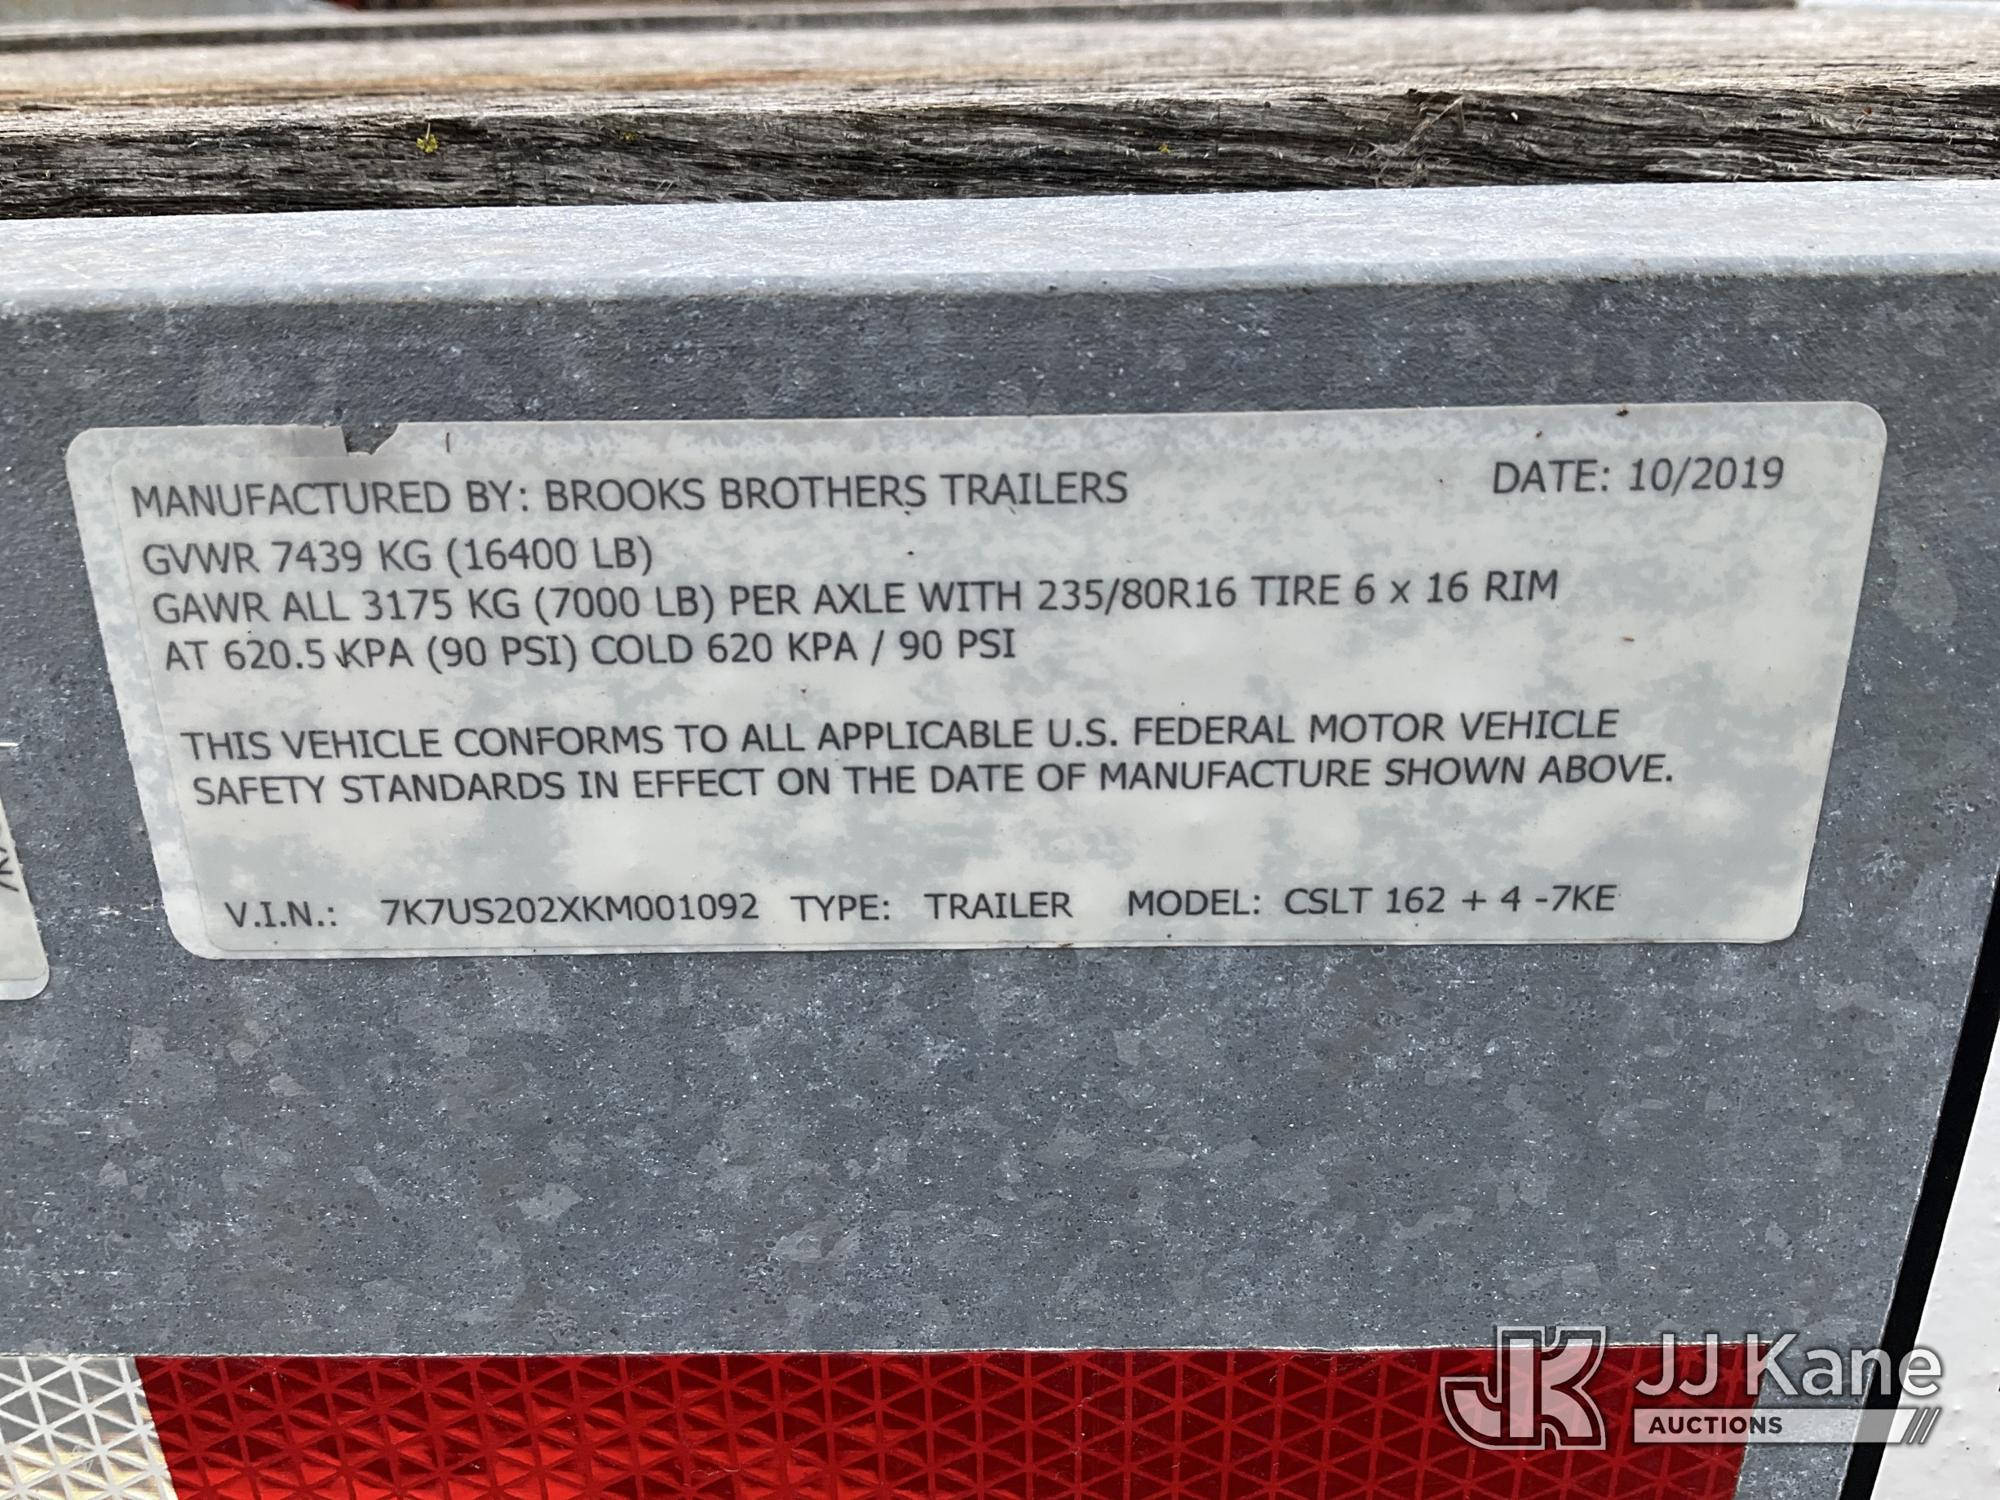 MANUFACTURED BY: BROOKS BROTHERS TRAILERS DATE: 10/2019
GVWR 7439 KG (16400 LB)
GAWR ALL 3175 KG (7000 LB) PER AXLE WITH 235/80R16 TIRE 6 x 16 RIM
AT 620.5 KPA (90 PSI) COLD 620 KPA / 90 PSI
THIS VEHICLE CONFORMS TO ALL APPLICABLE U.S. FEDERAL MOTOR VEHICLE
SAFETY STANDARDS IN EFFECT ON THE DATE OF MANUFACTURE SHOWN ABOVE.
V.I.N.: 7K7US202XKM001092 TYPE: TRAILER MODEL: CSLT 162 + 4 -7KE
JK JJ Kane
AUCTIONS